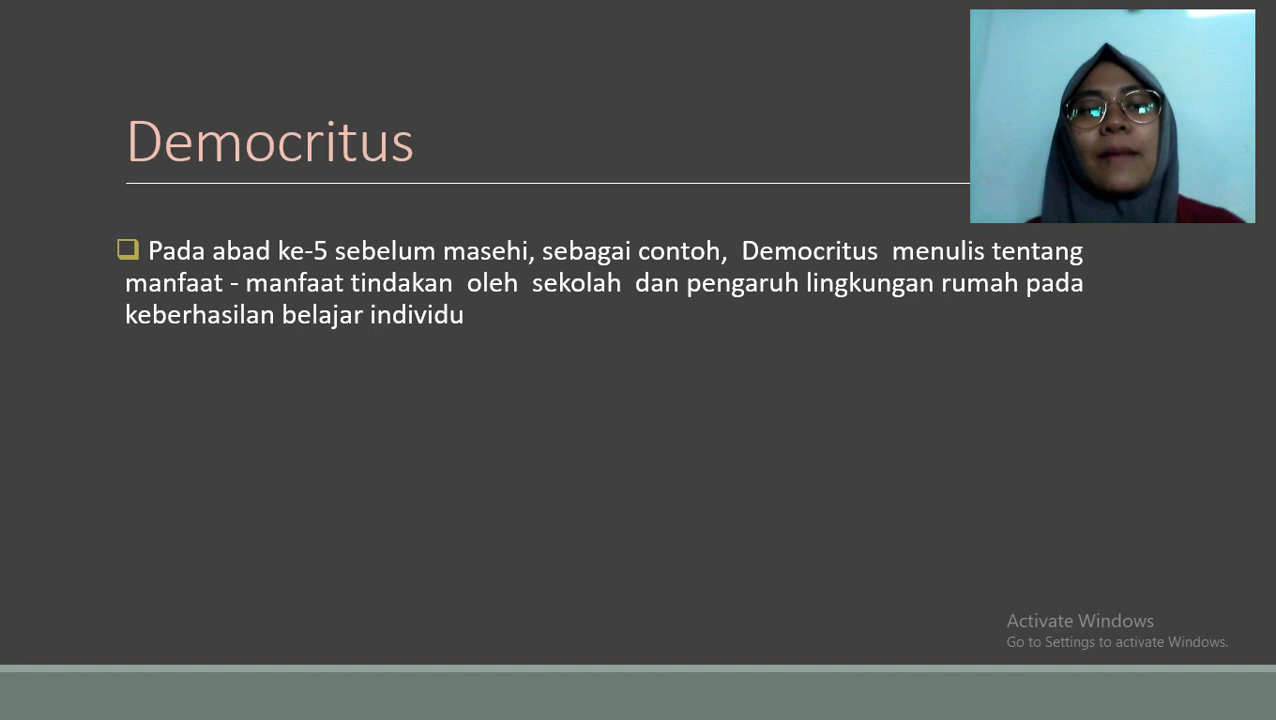 Democritus
Pada abad ke-5 sebelum masehi, sebagai contoh, Democritus menulis tentang
manfaat - manfaat tindakan oleh sekolah dan pengaruh lingkungan rumah pada
keberhasilan belajar individu
Activate Windows
Go to Settings to activate Windows.